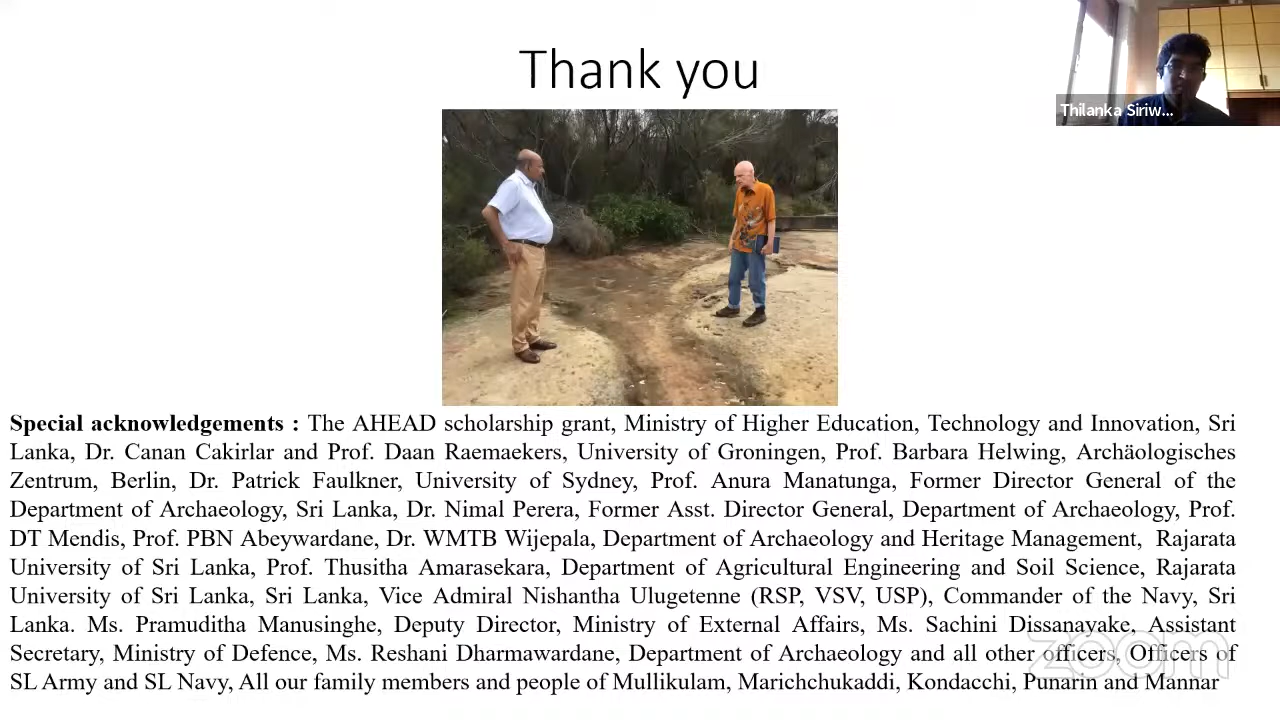 Thank you
Thilanka Siriw...
Special acknowledgements : The AHEAD scholarship grant, Ministry of Higher Education, Technology and Innovation, Sri
Lanka, Dr. Canan Cakirlar and Prof. Daan Raemaekers, University of Groningen, Prof. Barbara Helwing, Archäologisches
Zentrum, Berlin, Dr. Patrick Faulkner, University of Sydney, Prof. Anura Manatunga, Former Director General of the
Department of Archaeology, Sri Lanka, Dr. Nimal Perera, Former Asst. Director General, Department of Archaeology, Prof.
DT Mendis, Prof. PBN Abeywardane, Dr. WMTB Wijepala, Department of Archaeology and Heritage Management, Rajarata
University of Sri Lanka, Prof. Thusitha Amarasekara, Department of Agricultural Engineering and Soil Science, Rajarata
University of Sri Lanka, Sri Lanka, Vice Admiral Nishantha Ulugetenne (RSP, VSV, USP), Commander of the Navy, Sri
Lanka. Ms. Pramuditha Manusinghe, Deputy Director, Ministry of External Affairs, Ms. Sachini Dissanayake, Assistant
Secretary, Ministry of Defence, Ms. Reshani Dharmawardane, Department of Archaeology and all other officers, Officers of
SL Army and SL Navy, All our family members and people of Mullikulam, Marichchukaddi, Kondacchi, Punarin and Mannar
zoom